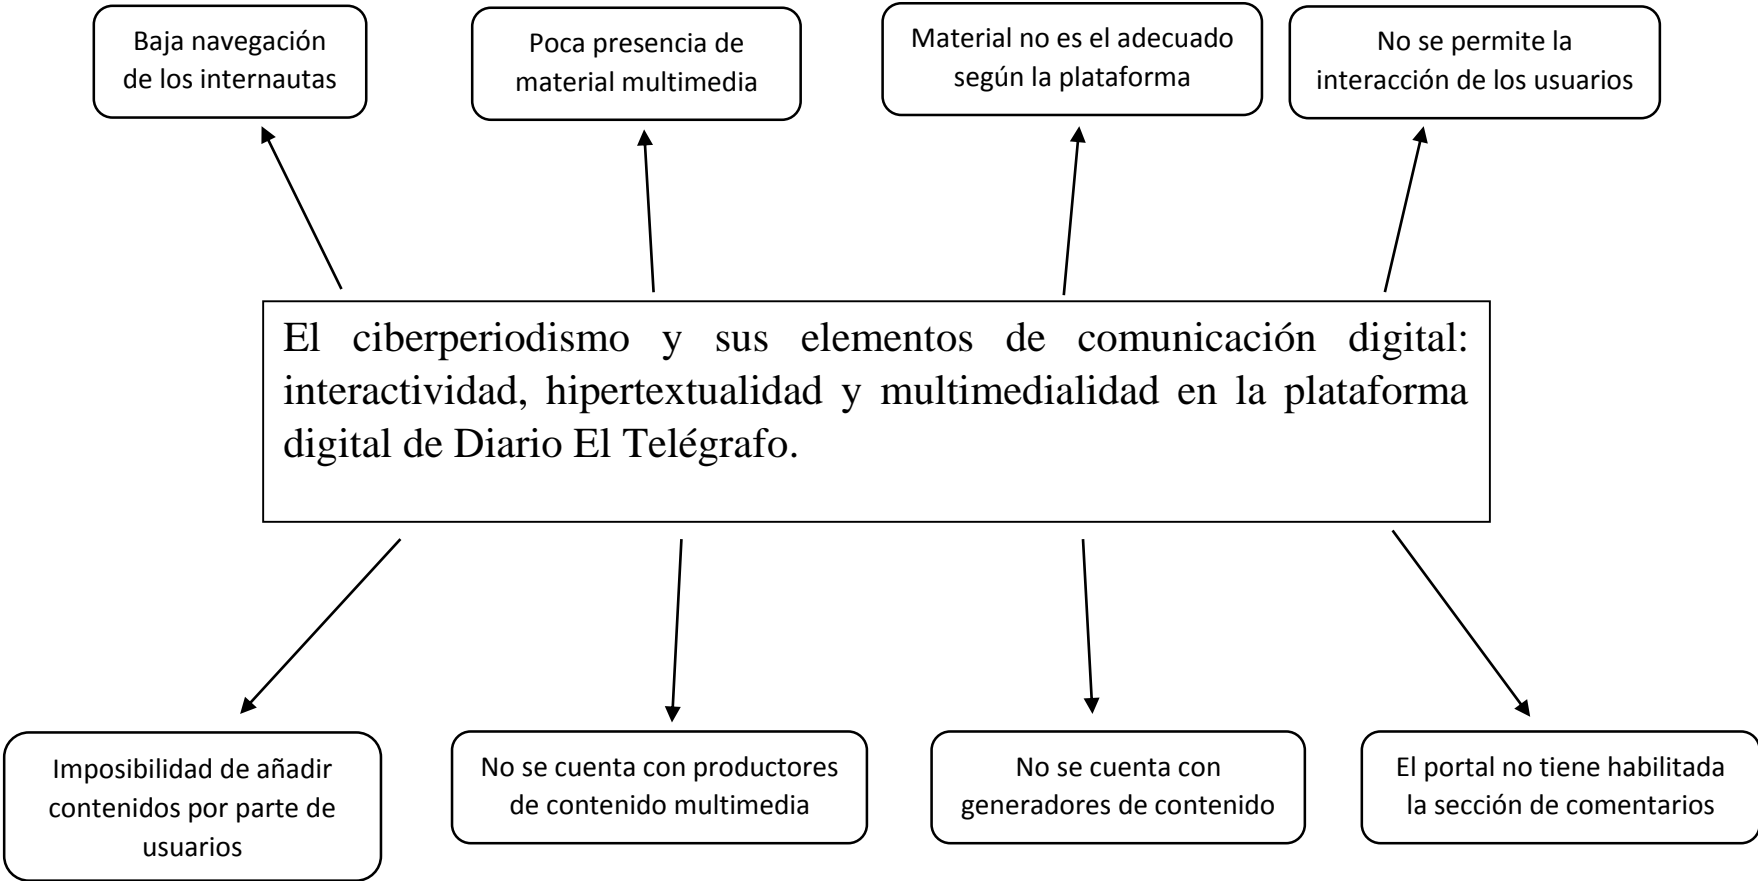 Baja navegación
de los internautas
Poca presencia de
material multimedia
Material no es el adecuado
según la plataforma
No se permite la
interacción de los usuarios
El ciberperiodismo y sus elementos de comunicación digital:
interactividad, hipertextualidad y multimedialidad en la plataforma
digital de Diario El Telégrafo.
Imposibilidad de añadir
contenidos por parte de
usuarios
No se cuenta con productores
de contenido multimedia
No se cuenta con
generadores de contenido
El portal no tiene habilitada
la sección de comentarios